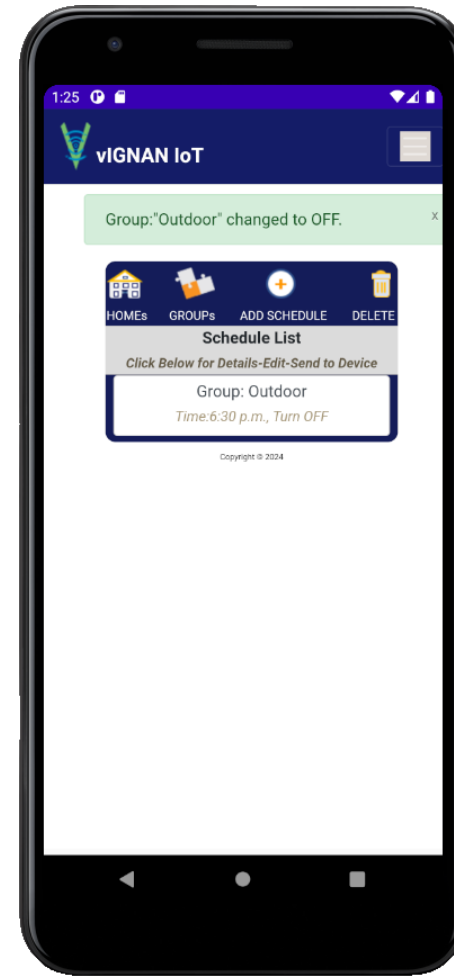 1:25
vIGNAN IoT
Group:"Outdoor" changed to OFF.
x
HOMEs GROUPs ADD SCHEDULE DELETE
Schedule List
Click Below for Details-Edit-Send to Device
Group: Outdoor
Time:6:30 p.m., Turn OFF
Copyright © 2024